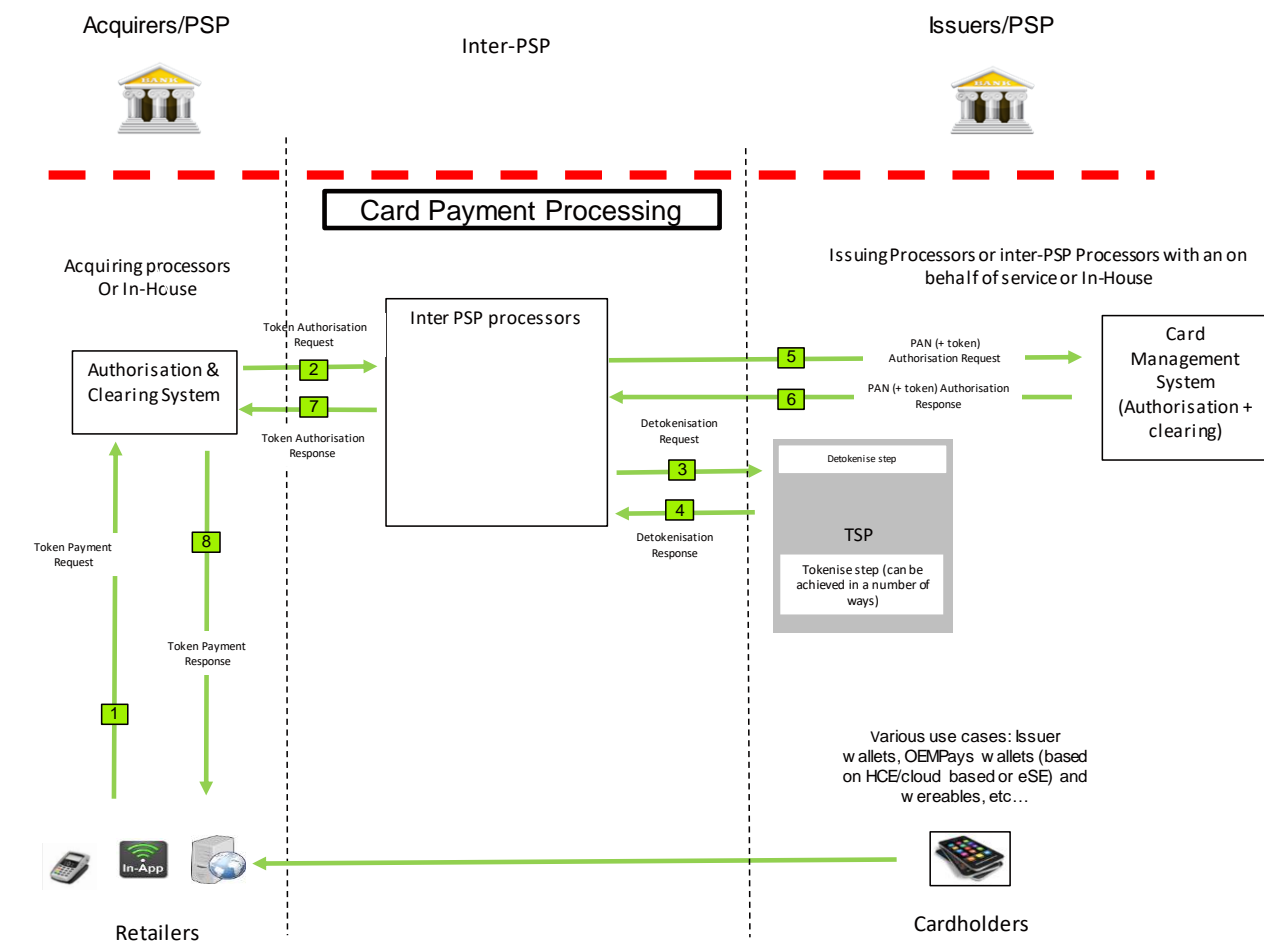 Acquirers/PSP
Inter-PSP
Issuers/PSP
BANK
BANK
Card Payment Processing
Acquiring processors
Or In-House
Issuing Processors or inter-PSP Processors with an on
behalf of service or In-House
Token Authorisation
Request
2
7
Token Authorisation
Response
Authorisation &
Clearing System
Inter PSP processors
5
PAN (+ token)
Authorisation Request
6
PAN (+ token) Authorisation
Response
Card
Management
System
(Authorisation +
clearing)
Detokenisation
Request
3
4
Detokenisation
Response
Detokenise step
TSP
Tokenise step (can be
achieved in a number of
ways)
Token Payment
Request
8
Token Payment
Response
1
Various use cases: Issuer
wallets, OEMPays wallets (based
on HCE/cloud based or eSE) and
wereables, etc…
In-App
Retailers
Cardholders